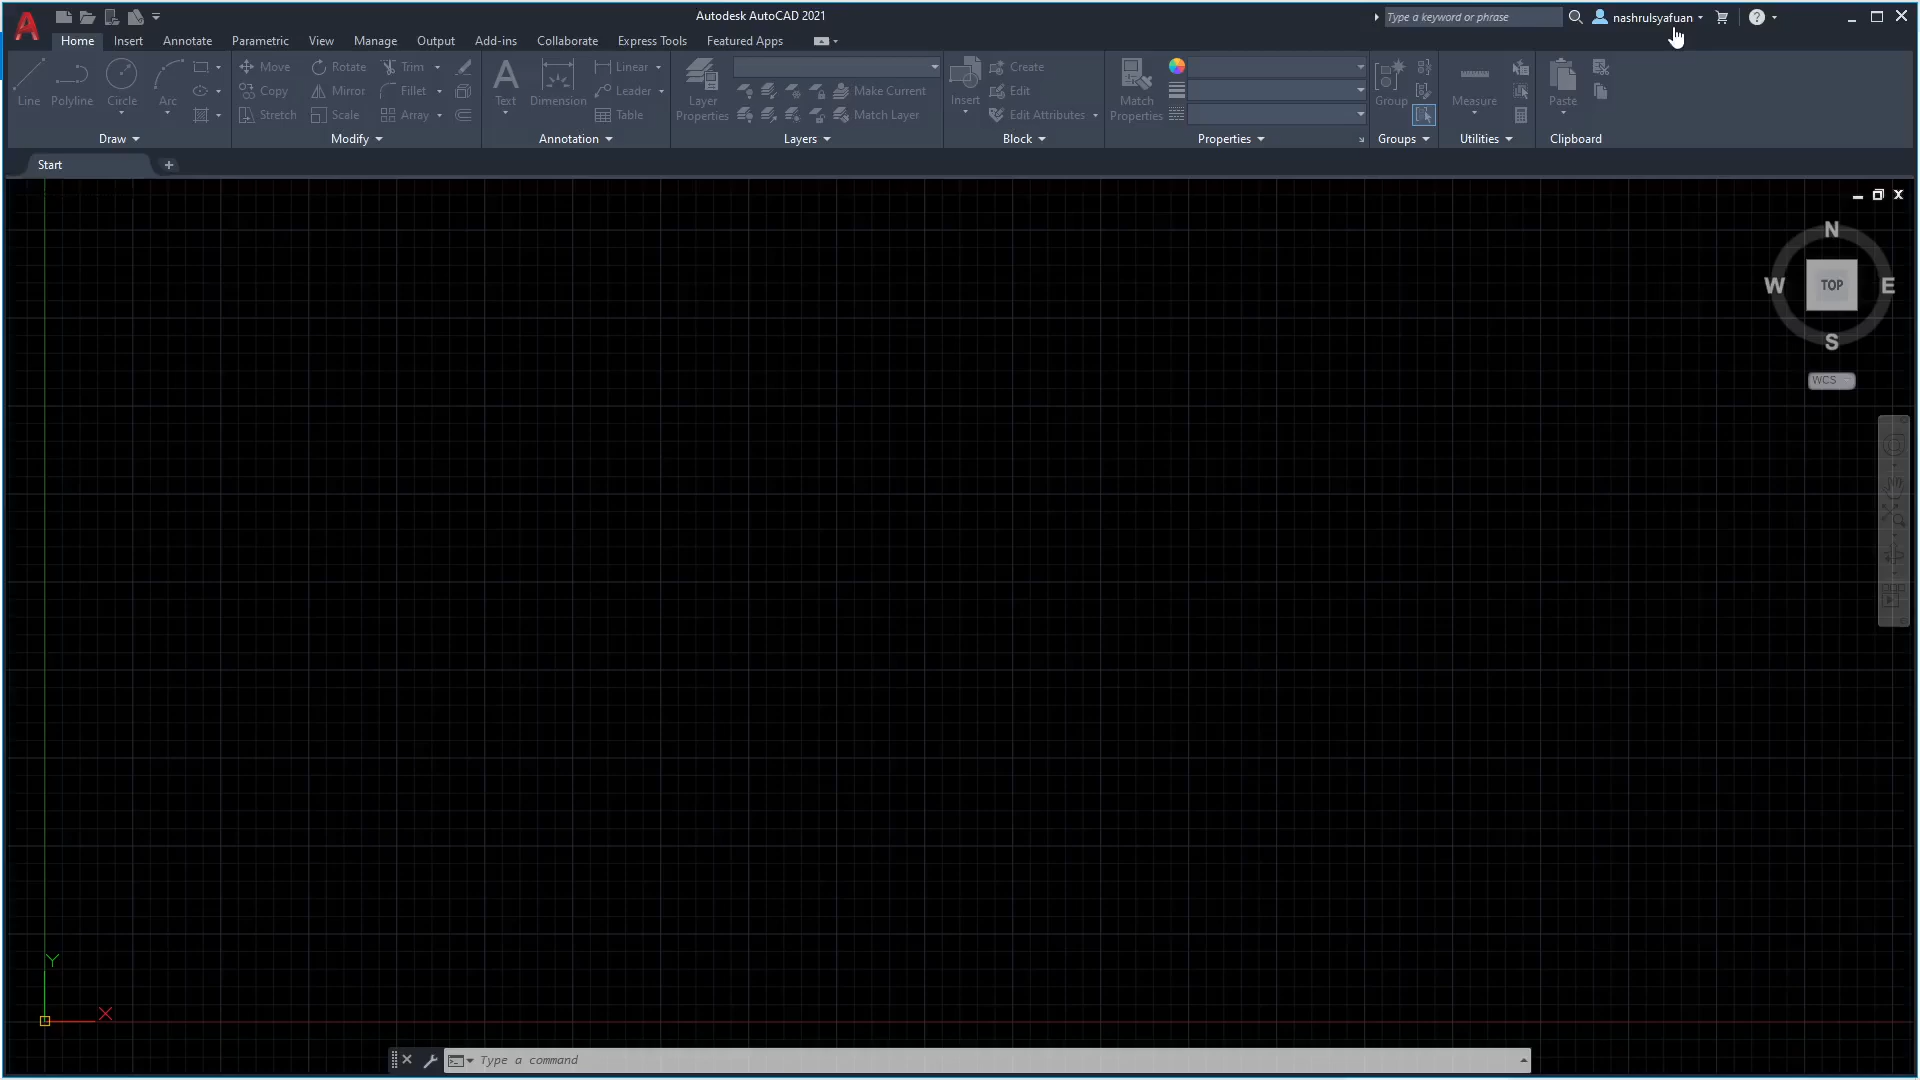 Autodesk AutoCAD 2021
Type a keyword or phrase
nashrulsyafuan
Home Insert Annotate Parametric View Manage Output Add-ins Collaborate Express Tools Featured Apps
Line
Polyline
Circle
Arc
Draw
Move
Rotate
Trim
Copy
Mirror
Fillet
Stretch
Scale
Array
Modify
Text
Dimension
Linear
Leader
Table
Annotation
Layer
Properties
Make Current
Match Layer
Layers
Insert
Create
Edit
Edit Attributes
Block
Match
Properties
Properties
Group
Groups
Measure
Utilities
Paste
Clipboard
Start
N
W
TOP
E
S
WCS
Y
X
Type a command